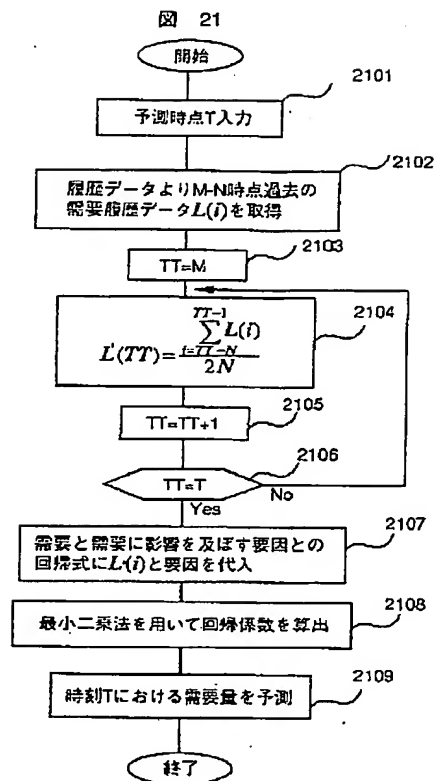 図 21
開始
2101
予測時点T入力
2102
履歴データよりM-N時点過去の
需要履歴データL(i)を取得
2103
TT=M
2104
TT-1
∑L(i)
L'(TT)=i=TT-N
2N
2105
TT=TT+1
2106
TT=T
No
Yes
2107
需要と需要に影響を及ぼす要因との
回帰式にL'(i)と要因を代入
2108
最小二乗法を用いて回帰係数を算出
2109
時刻Tにおける需要量を予測
終了